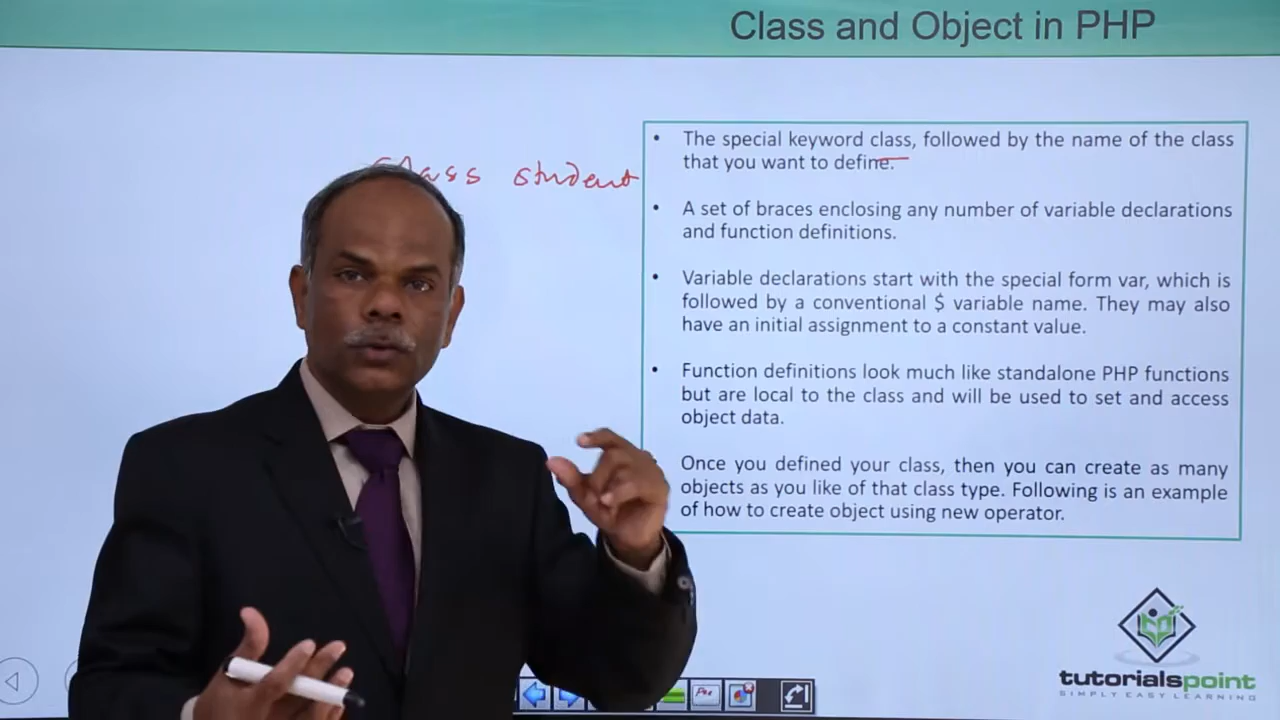 Class and Object in PHP
class student
• The special keyword class, followed by the name of the class
that you want to define.
• A set of braces enclosing any number of variable declarations
and function definitions.
• Variable declarations start with the special form var, which is
followed by a conventional $ variable name. They may also
have an initial assignment to a constant value.
• Function definitions look much like standalone PHP functions
but are local to the class and will be used to set and access
object data.
Once you defined your class, then you can create as many
objects as you like of that class type. Following is an example
of how to create object using new operator.
Pen
tutorialspoint
SIMPLY EASY LEARNING